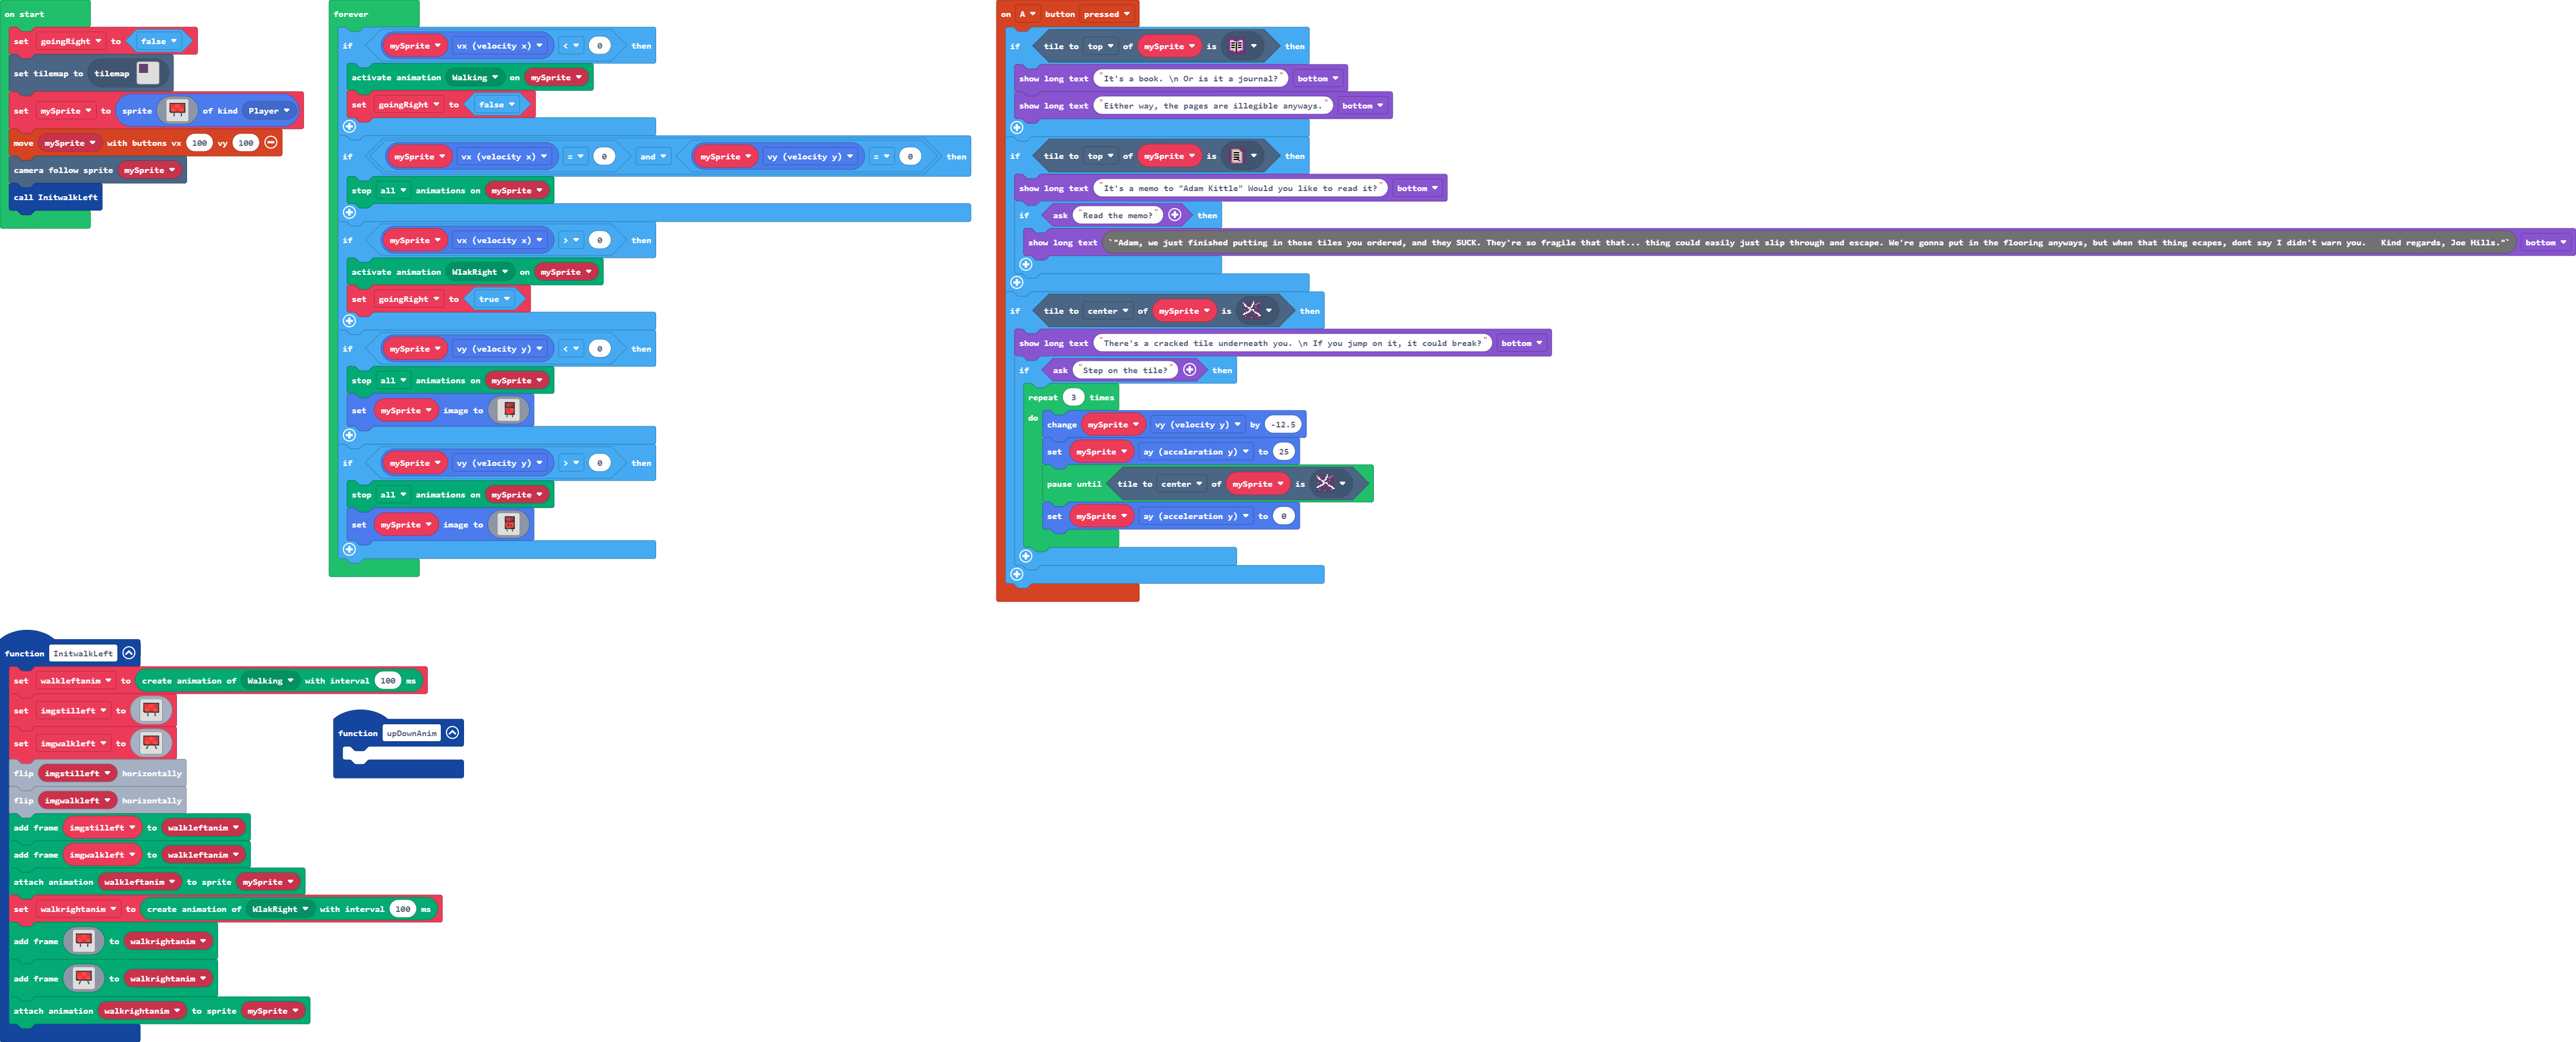 on start
set goingRight to false
set tilemap to tilemap
set mySprite to sprite of kind Player
move mySprite with buttons vx 100 vy 100
camera follow sprite mySprite
call InitwalkLeft
forever
if mySprite vx (velocity x) < 0 then
activate animation Walking on mySprite
set goingRight to false
if mySprite vx (velocity x) = 0 and mySprite vy (velocity y) = 0 then
stop all animations on mySprite
if mySprite vx (velocity x) > 0 then
activate animation WlakRight on mySprite
set goingRight to true
if mySprite vy (velocity y) < 0 then
stop all animations on mySprite
set mySprite image to
if mySprite vy (velocity y) > 0 then
stop all animations on mySprite
set mySprite image to
on A button pressed
if tile to top of mySprite is then
show long text "It's a book. \n Or is it a journal?" bottom
show long text "Either way, the pages are illegible anyways." bottom
if tile to top of mySprite is then
show long text "It's a memo to "Adam Kittle" Would you like to read it?" bottom
if ask "Read the memo?" then
show long text `"Adam, we just finished putting in those tiles you ordered, and they SUCK. They're so fragile that that... thing could easily just slip through and escape. We're gonna put in the flooring anyways, but when that thing ecapes, dont say I didn't warn you. Kind regards, Joe Hills."` bottom
if tile to center of mySprite is then
show long text "There's a cracked tile underneath you. \n If you jump on it, it could break?" bottom
if ask "Step on the tile?" then
repeat 3 times
do change mySprite vy (velocity y) by -12.5
set mySprite ay (acceleration y) to 25
pause until tile to center of mySprite is
set mySprite ay (acceleration y) to 0
function InitwalkLeft
set walkleftanim to create animation of Walking with interval 100 ms
set imgstilleft to
set imgwalkleft to
flip imgstilleft horizontally
flip imgwalkleft horizontally
add frame imgstilleft to walkleftanim
add frame imgwalkleft to walkleftanim
attach animation walkleftanim to sprite mySprite
set walkrightanim to create animation of WlakRight with interval 100 ms
add frame to walkrightanim
add frame to walkrightanim
attach animation walkrightanim to sprite mySprite
function upDownAnim